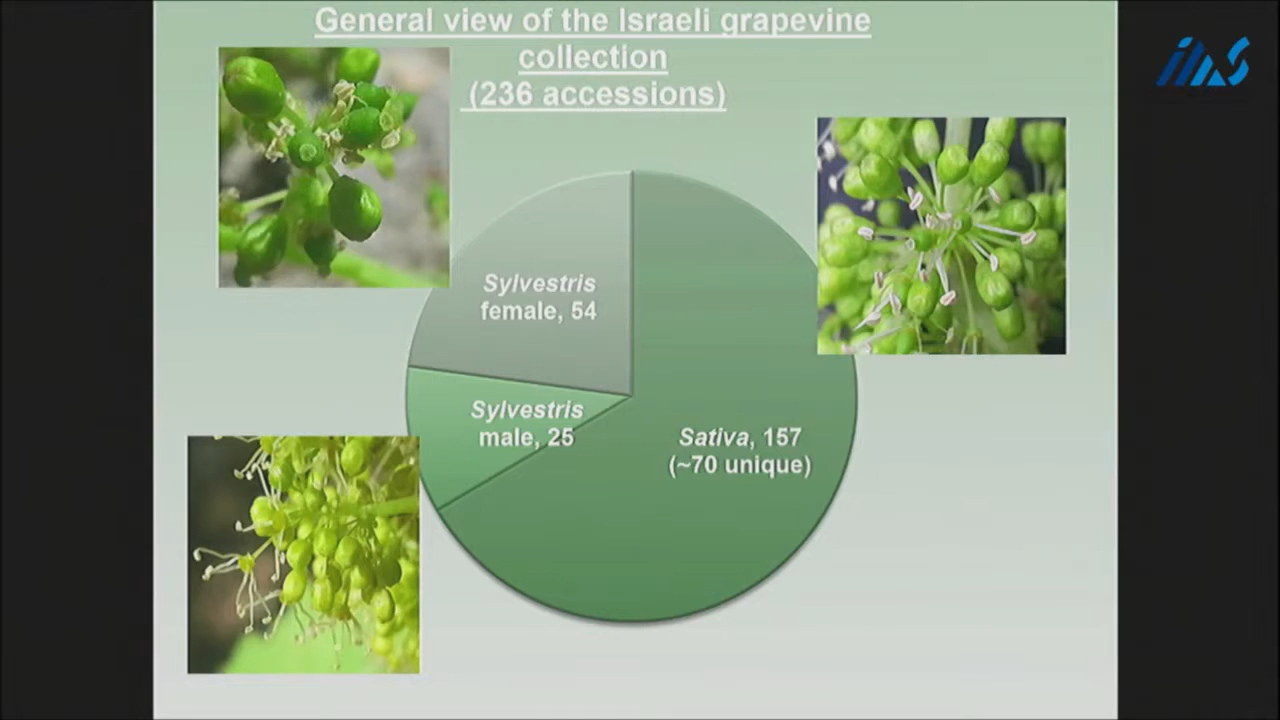 General view of the Israeli grapevine
collection
(236 accessions)
Sylvestris
female, 54
Sylvestris
male, 25
Sativa, 157
(~70 unique)